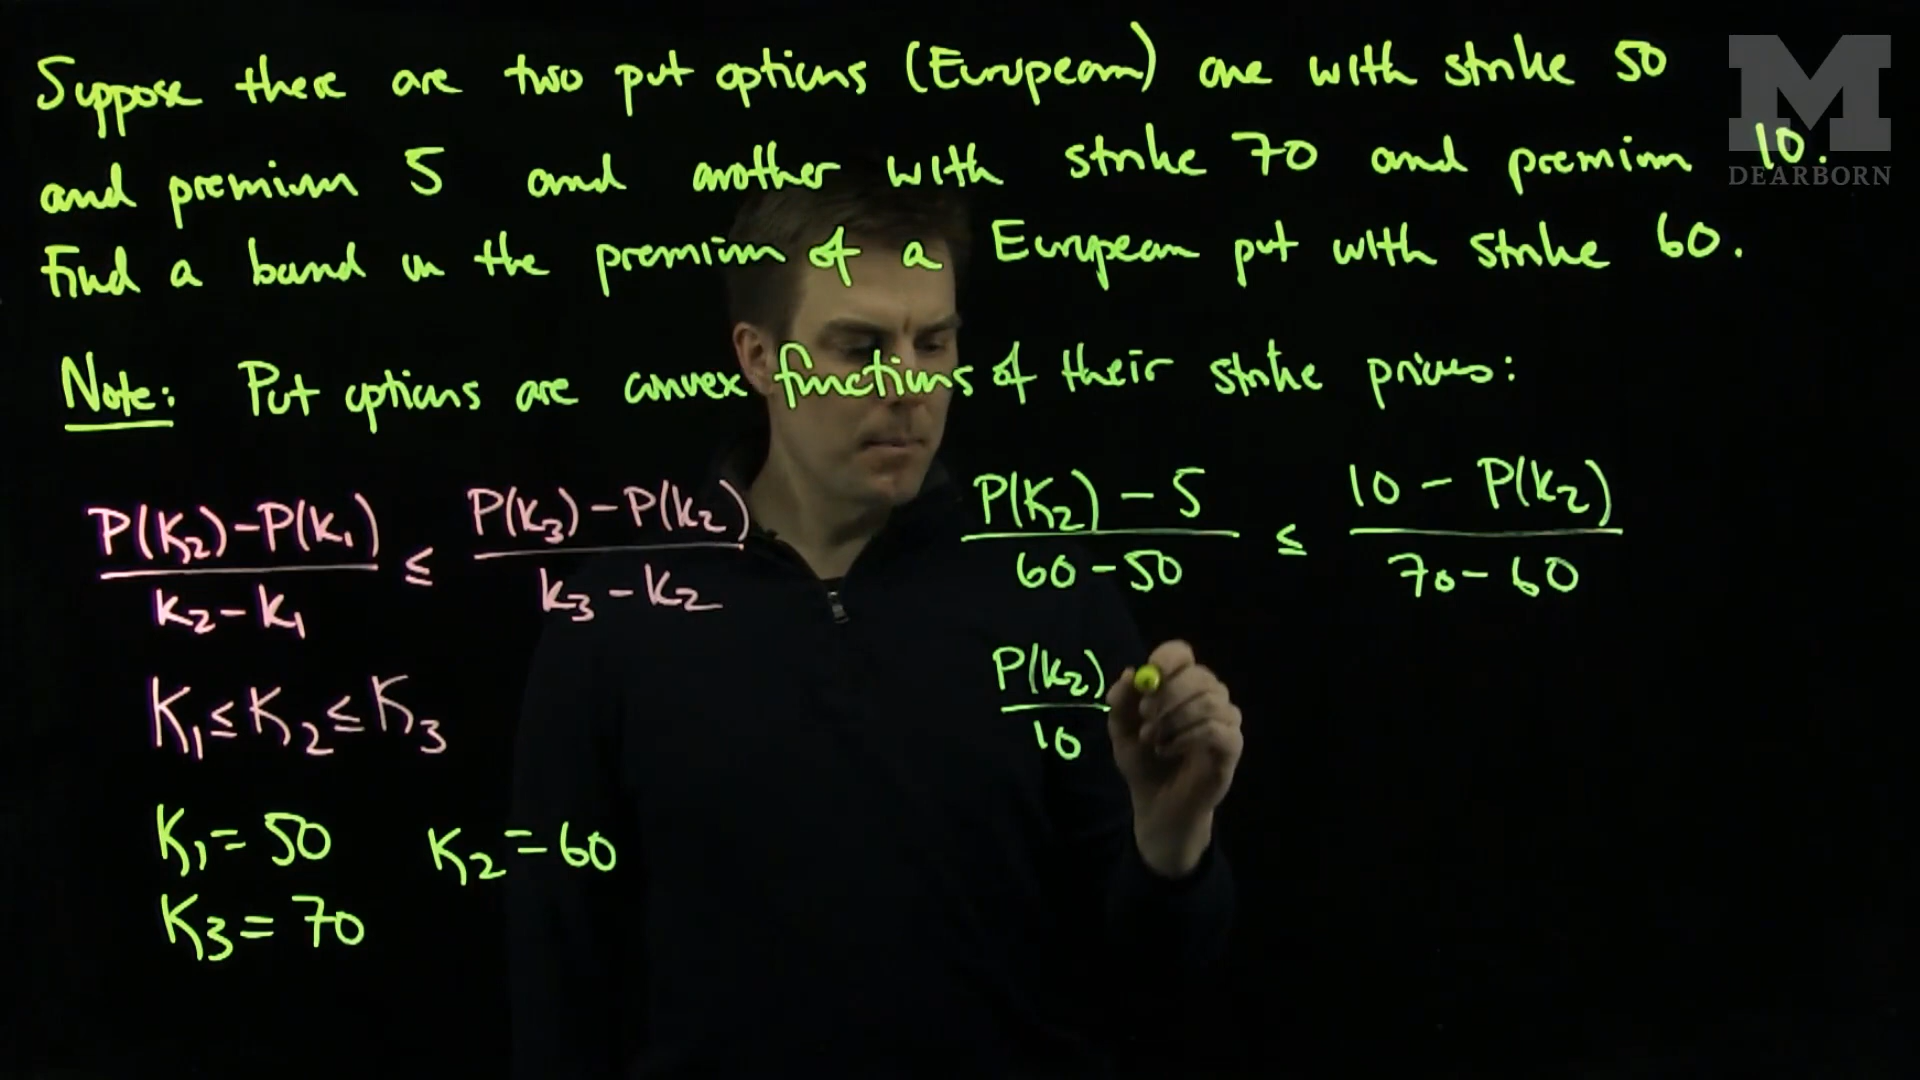 Suppose there are two put options (European) one with strike 50
and premium 5 and another with strike 70 and premium 10.
Find a bound on the premium of a European put with strike 60.
Note: Put options are convex functions of their strike prices:
P(K₂)-P(K₁) / K₂-K₁ ≤ P(K₃)-P(K₂) / K₃-K₂
K₁ ≤ K₂ ≤ K₃
K₁ = 50 K₂ = 60
K₃ = 70
P(K₂) - 5 / 60 - 50 ≤ 10 - P(K₂) / 70 - 60
P(K₂) / 10
M
DEARBORN